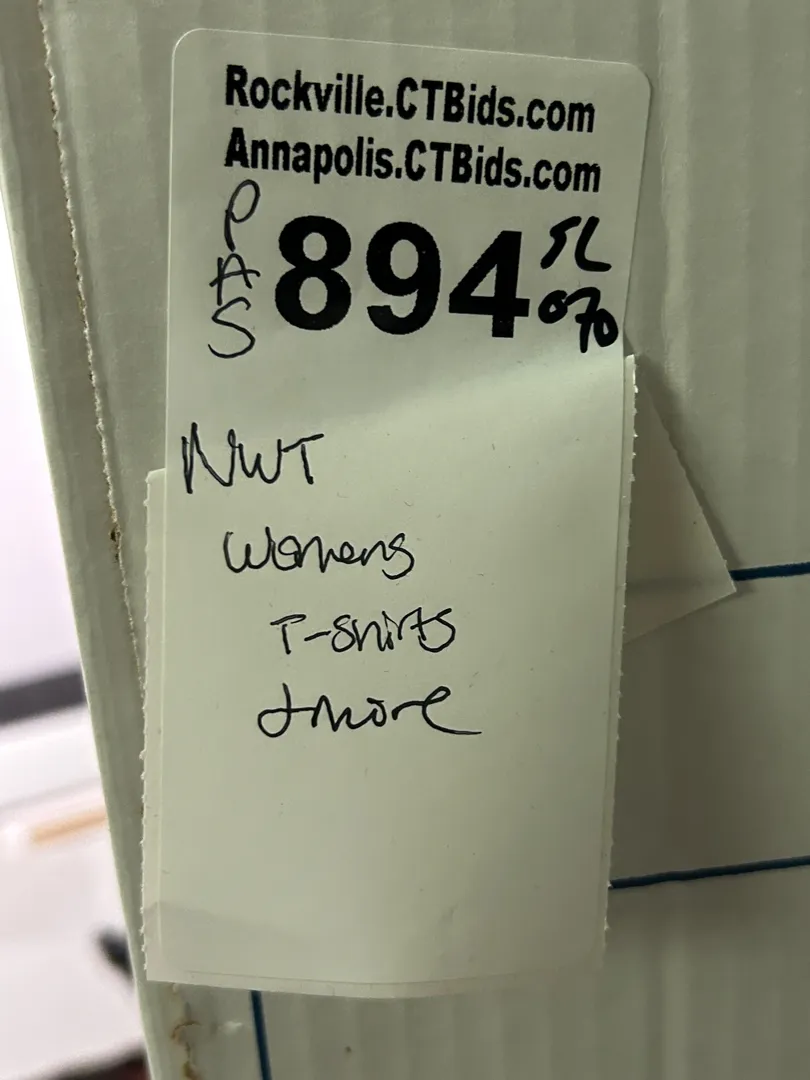 Rockville.CTBids.com
Annapolis.CTBids.com
PAS
894
SL
070
NWT
Womens
T-shirts
+more